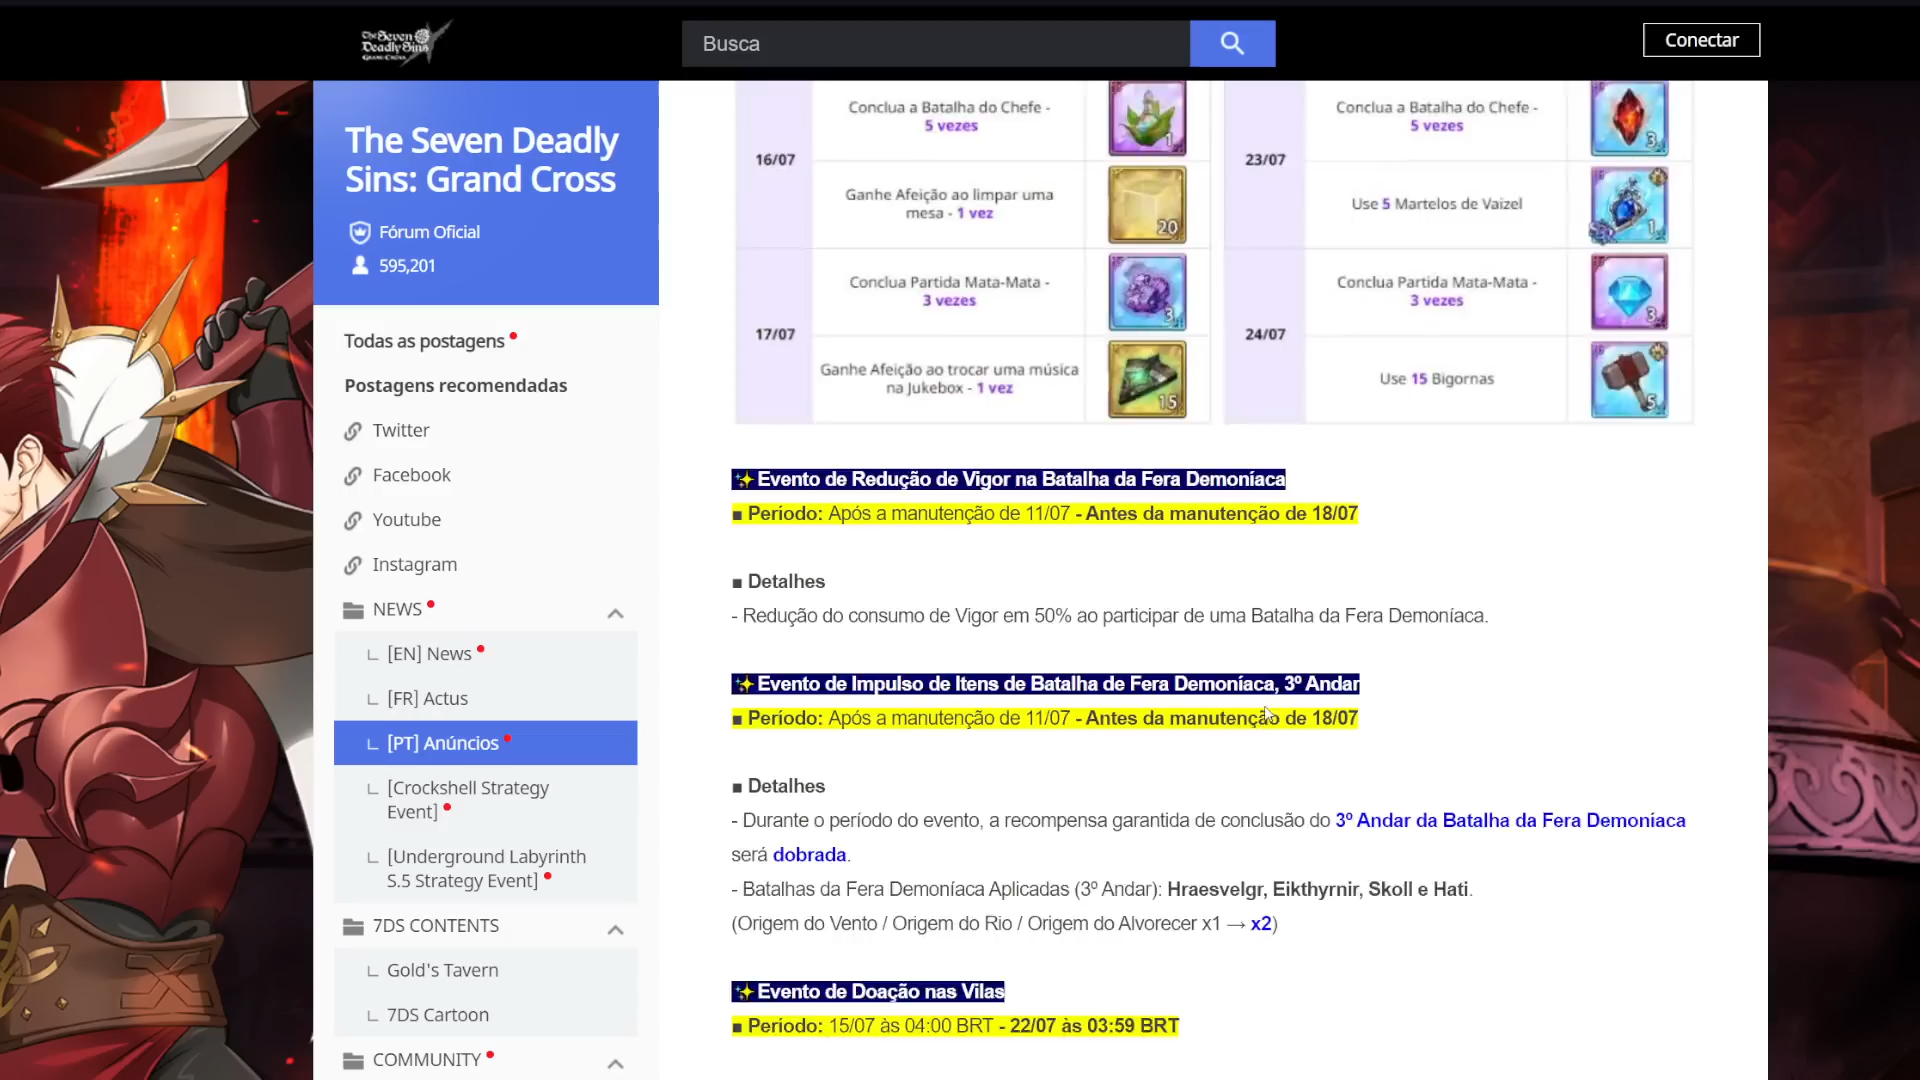 The Seven
Deadly Sins
GRAND CROSS
Busca
Conectar
The Seven Deadly
Sins: Grand Cross
Fórum Oficial
595,201
Todas as postagens
Postagens recomendadas
Twitter
Facebook
Youtube
Instagram
NEWS
[EN] News
[FR] Actus
[PT] Anúncios
[Crockshell Strategy
Event]
[Underground Labyrinth
S.5 Strategy Event]
7DS CONTENTS
Gold's Tavern
7DS Cartoon
COMMUNITY
16/07
Conclua a Batalha do Chefe -
5 vezes
1
Ganhe Afeição ao limpar uma
mesa - 1 vez
20
17/07
Conclua Partida Mata-Mata -
3 vezes
3
Ganhe Afeição ao trocar uma música
na Jukebox - 1 vez
15
23/07
Conclua a Batalha do Chefe -
5 vezes
3
Use 5 Martelos de Vaizel
1
24/07
Conclua Partida Mata-Mata -
3 vezes
3
Use 15 Bigornas
5
✨Evento de Redução de Vigor na Batalha da Fera Demoníaca
■ Período: Após a manutenção de 11/07 - Antes da manutenção de 18/07
■ Detalhes
- Redução do consumo de Vigor em 50% ao participar de uma Batalha da Fera Demoníaca.
✨Evento de Impulso de Itens de Batalha de Fera Demoníaca, 3º Andar
■ Período: Após a manutenção de 11/07 - Antes da manutenção de 18/07
■ Detalhes
- Durante o período do evento, a recompensa garantida de conclusão do 3º Andar da Batalha da Fera Demoníaca
será dobrada.
- Batalhas da Fera Demoníaca Aplicadas (3º Andar): Hraesvelgr, Eikthyrnir, Skoll e Hati.
(Origem do Vento / Origem do Rio / Origem do Alvorecer x1 → x2)
✨Evento de Doação nas Vilas
■ Período: 15/07 às 04:00 BRT - 22/07 às 03:59 BRT